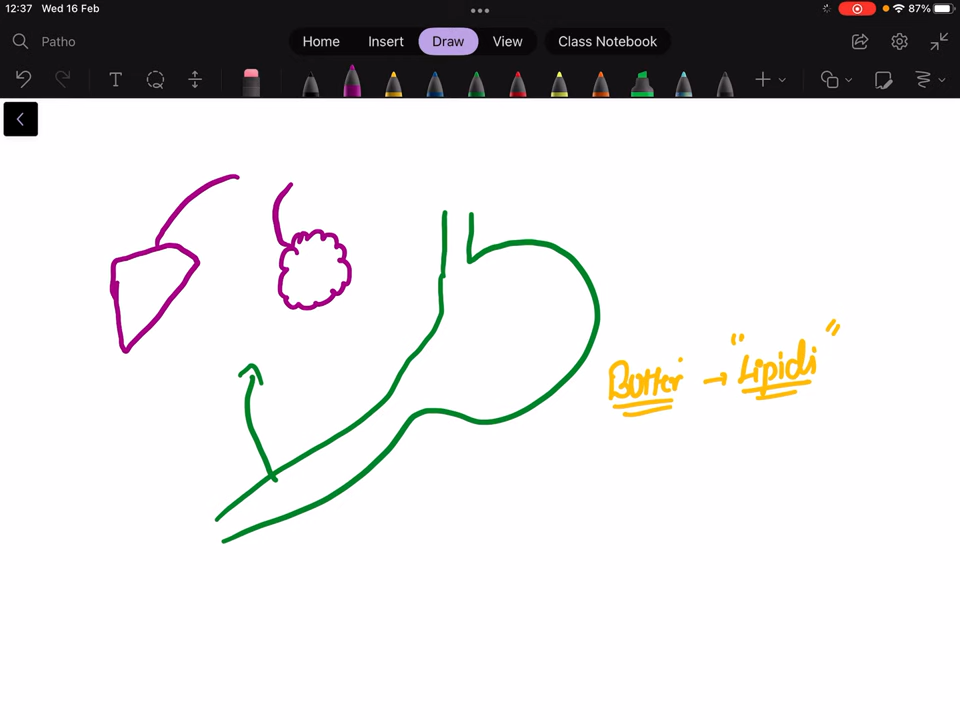 12:37 Wed 16 Feb
87%
Patho
Home Insert Draw View Class Notebook
T
Butter → "Lipidi"